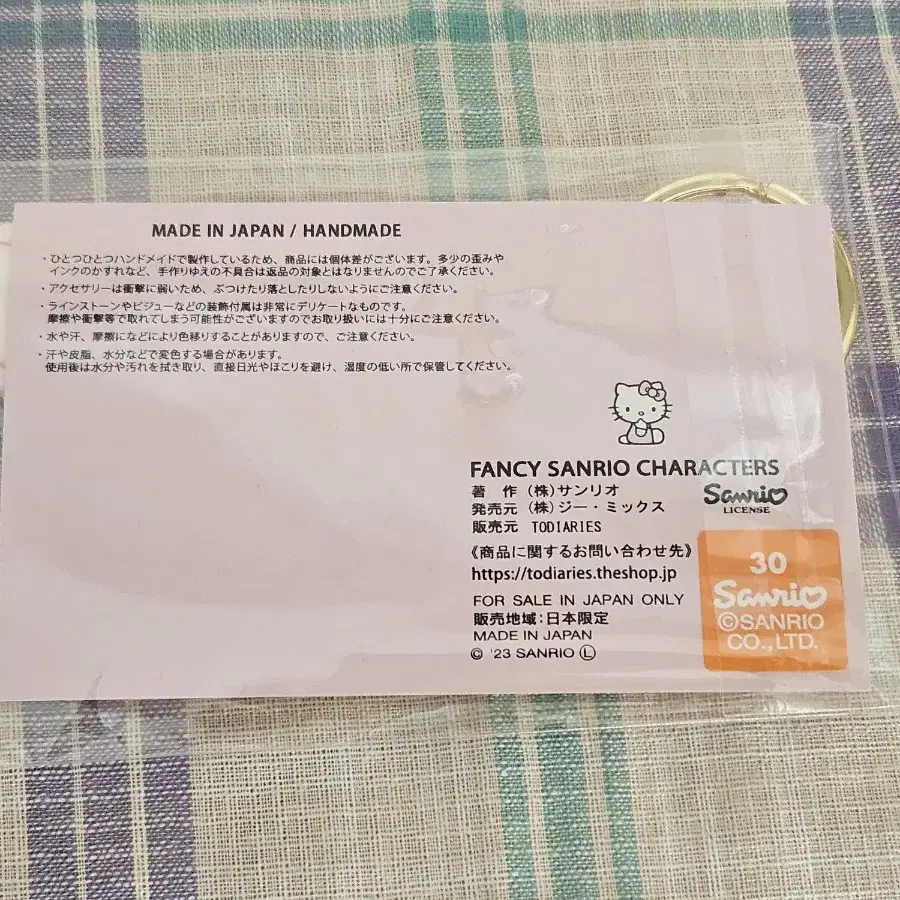 MADE IN JAPAN / HANDMADE
・ひとつひとつハンドメイドで製作しているため、商品には個体差がございます。多少の歪みや
インクのかすれなど、手作りゆえの不具合は返品の対象とはなりませんのでご了承ください。
・アクセサリーは衝撃に弱いため、ぶつけたり落としたりしないようにご注意ください。
・ラインストーンやビジューなどの装飾付属は非常にデリケートなものです。
摩擦や衝撃等で取れてしまう可能性がございますのでお取り扱いには十分にご注意ください。
・水や汗、摩擦になどにより色移りすることがありますので、ご注意ください。
・汗や皮脂、水分などで変色する場合があります。
使用後は水分や汚れを拭き取り、直接日光やほこりを避け、湿度の低い所で保管してください。
FANCY SANRIO CHARACTERS
著 作 (株)サンリオ
発売元 (株)ジー・ミックス
販売元 TODIARIES
Sanrio
LICENSE
《商品に関するお問い合わせ先》
https://todiaries.theshop.jp
FOR SALE IN JAPAN ONLY
販売地域:日本限定
MADE IN JAPAN
© '23 SANRIO Ⓛ
30
Sanrio
©SANRIO
CO., LTD.